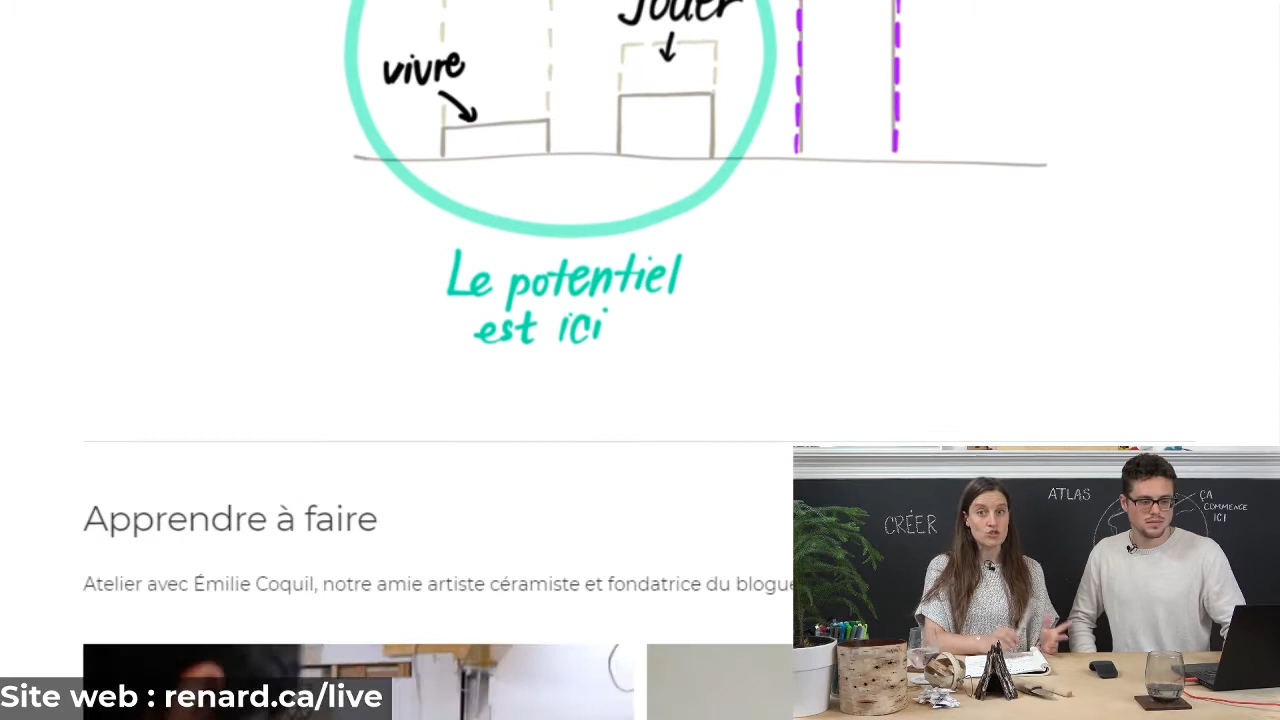 Jouer
vivre
Le potentiel
est ici
Apprendre à faire
Atelier avec Émilie Coquil, notre amie artiste céramiste et fondatrice du blogue
CRÉER
ATLAS
ÇA
COMMENCE
ICI
Site web : renard.ca/live